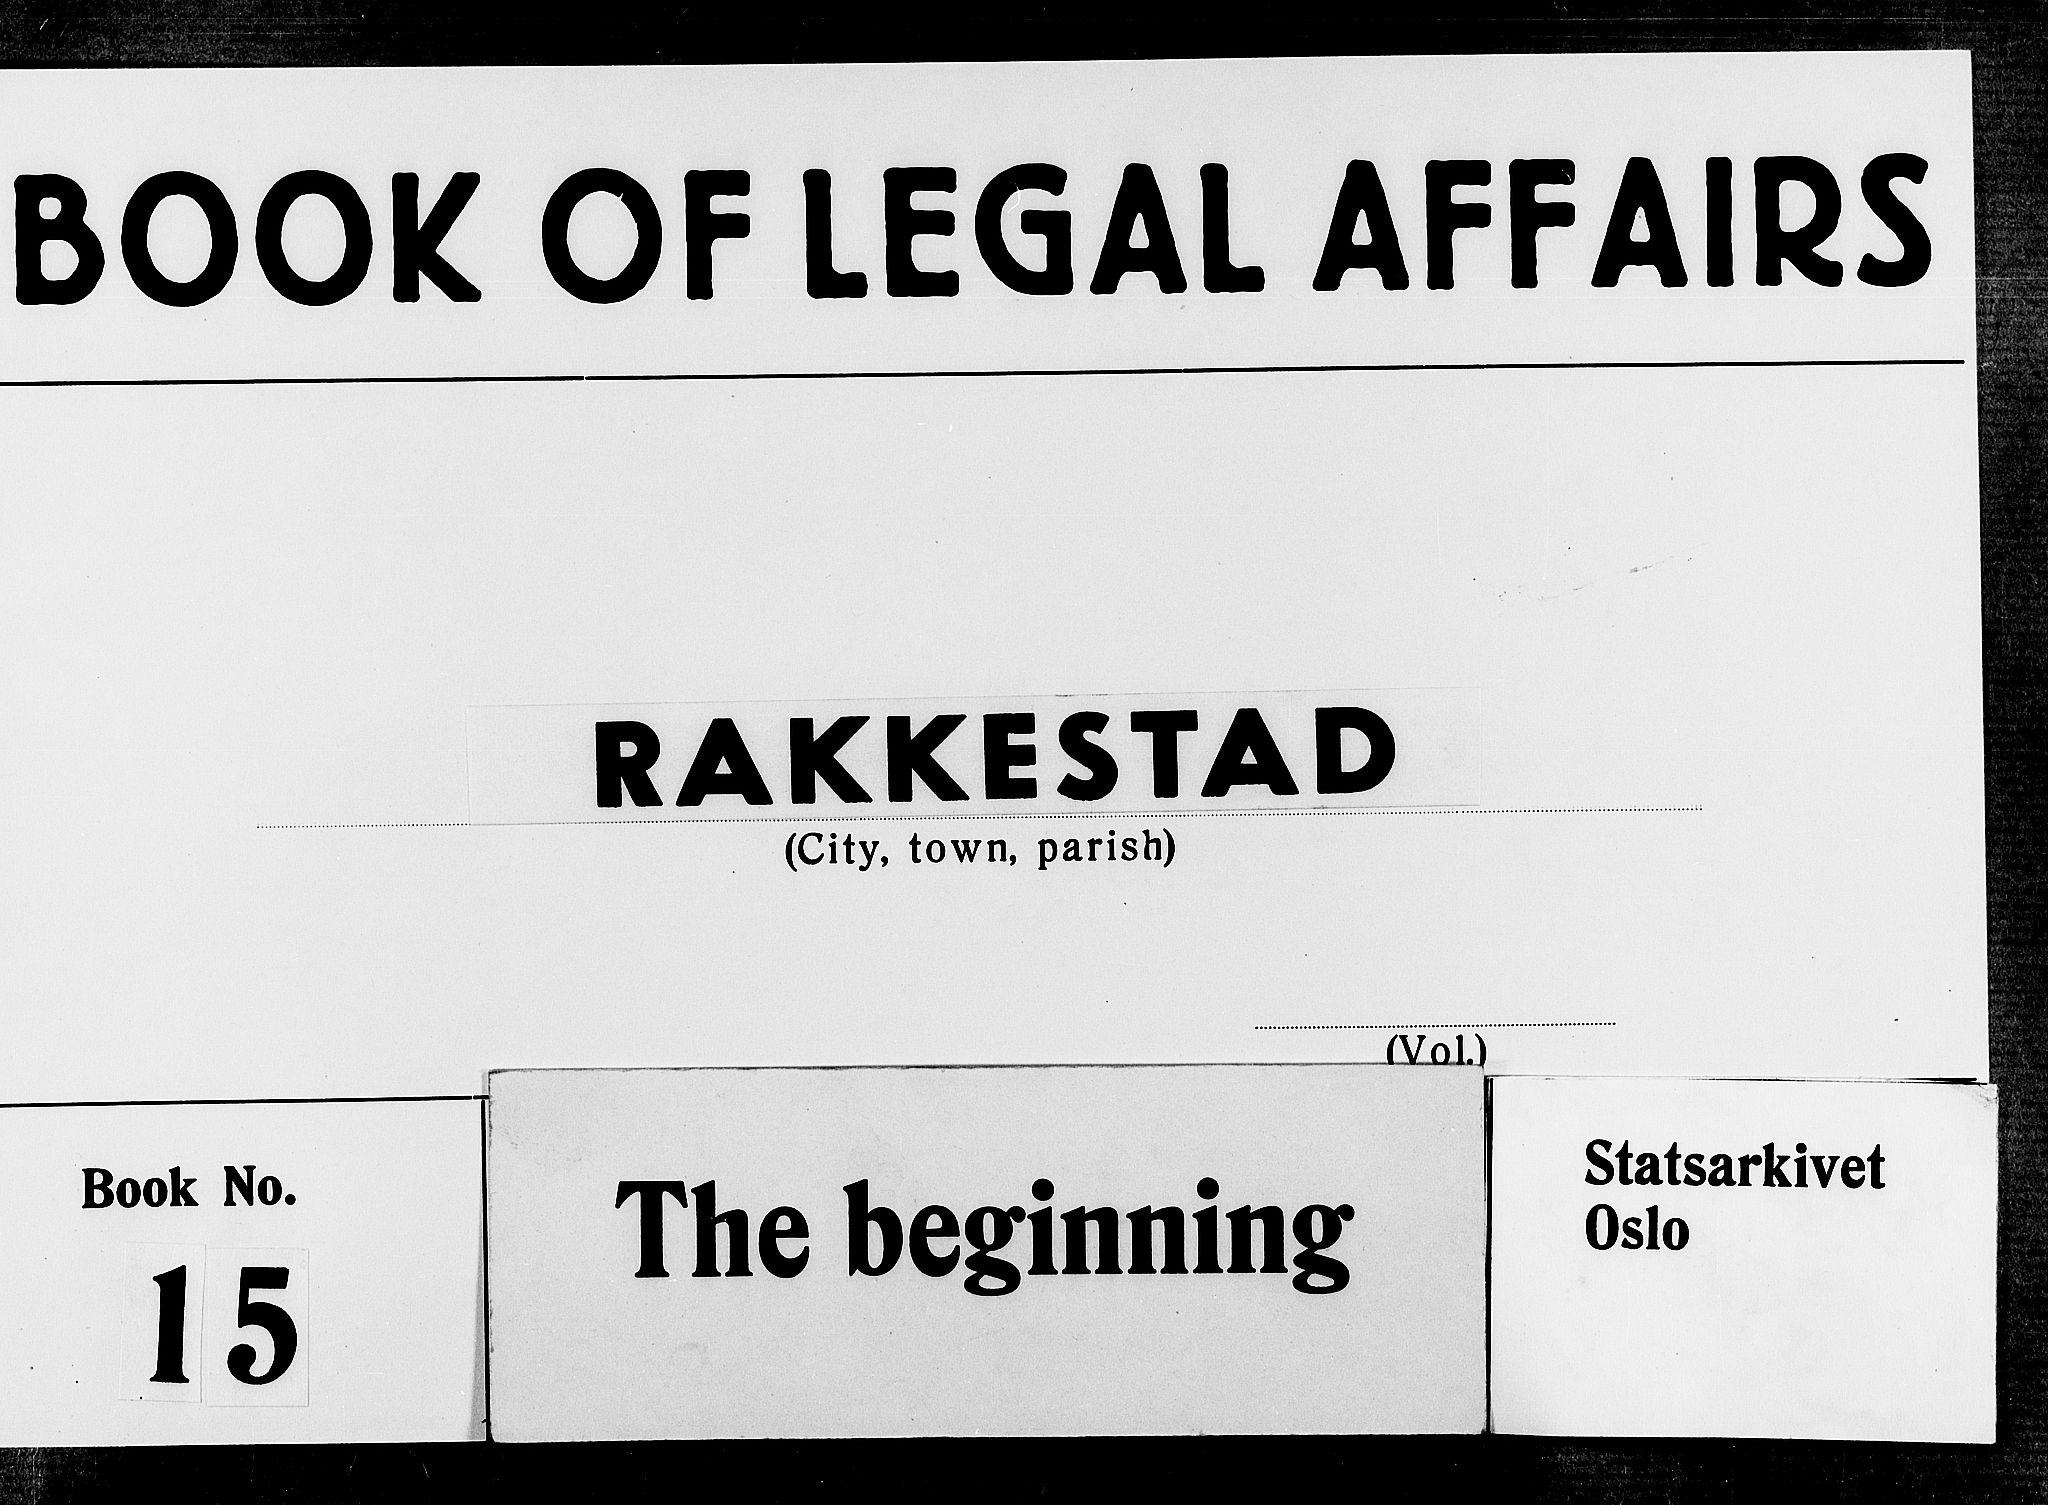 BOOK OF LEGAL AFFAIRS
RAKKESTAD
(City, town, parish)
(Vol.)
Book No.
15
The beginning
Statsarkivet
Oslo